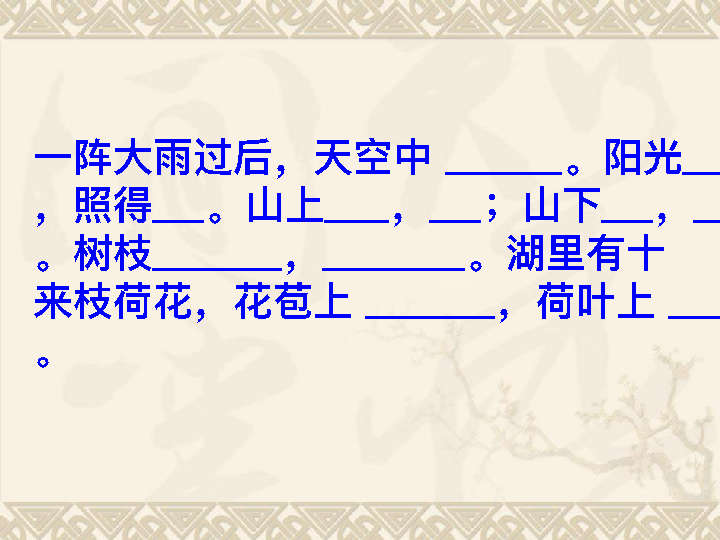 一阵大雨过后，天空中 ______。阳光__
，照得___。山上____，___；山下___，__
。树枝________，_________。湖里有十
来枝荷花，花苞上 ________，荷叶上 ___
。